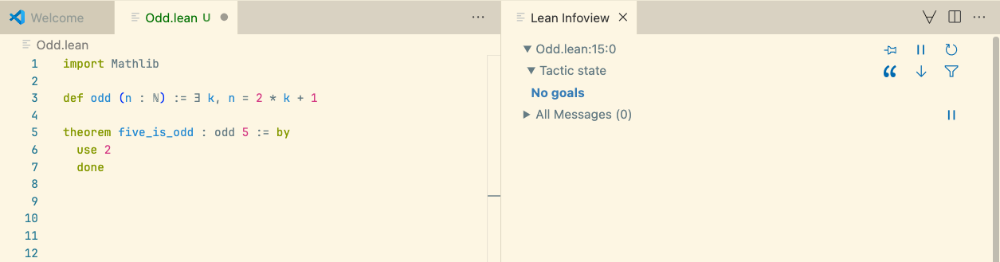 Welcome
Odd.lean U
Odd.lean
1 import Mathlib
2
3 def odd (n : ℕ) := ∃ k, n = 2 * k + 1
4
5 theorem five_is_odd : odd 5 := by
6 use 2
7 done
8
9
10
11
12
Lean Infoview
Odd.lean:15:0
Tactic state
No goals
All Messages (0)